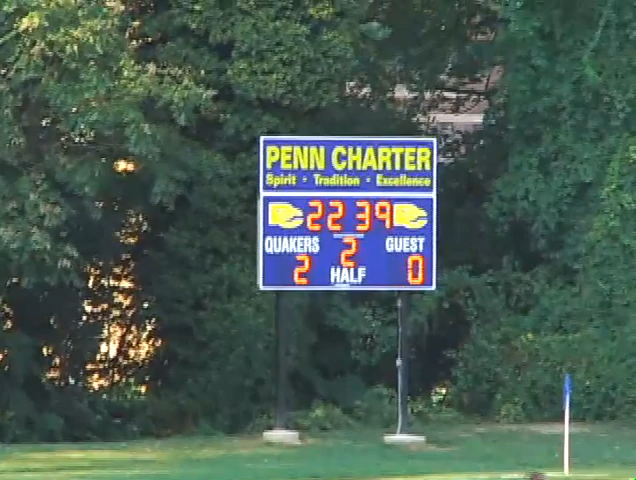 PENN CHARTER
Spirit • Tradition • Excellence
22 39
QUAKERS 2 GUEST
2 HALF 0